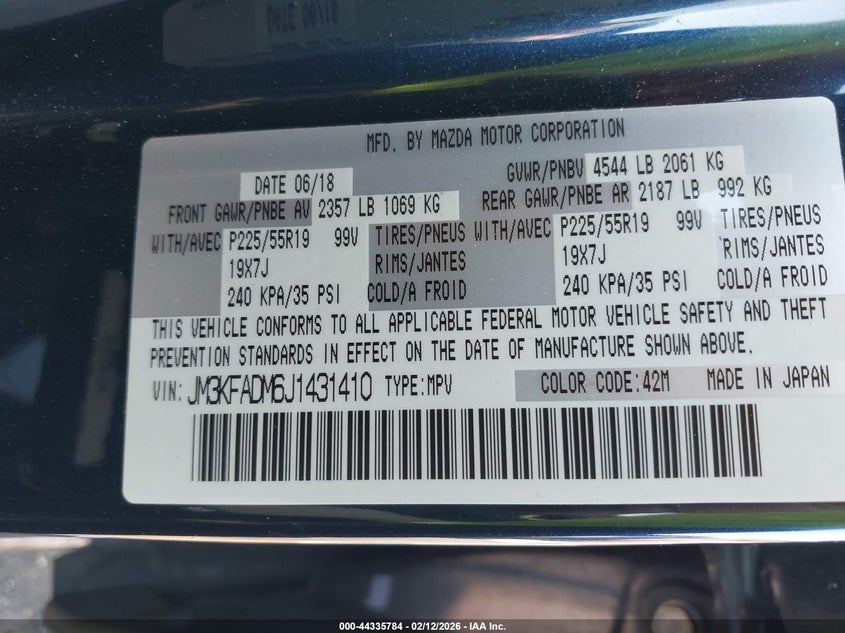 DATE 06/18
MFD. BY MAZDA MOTOR CORPORATION
DATE 06/18 GVWR/PNBV 4544 LB 2061 KG
FRONT GAWR/PNBE AV 2357 LB 1069 KG REAR GAWR/PNBE AR 2187 LB 992 KG
WITH/AVEC P225/55R19 99V TIRES/PNEUS WITH/AVEC P225/55R19 99V TIRES/PNEUS
19X7J RIMS/JANTES 19X7J RIMS/JANTES
240 KPA/35 PSI COLD/A FROID 240 KPA/35 PSI COLD/A FROID
THIS VEHICLE CONFORMS TO ALL APPLICABLE FEDERAL MOTOR VEHICLE SAFETY AND THEFT
PREVENTION STANDARDS IN EFFECT ON THE DATE OF MANUFACTURE SHOWN ABOVE.
VIN: JM3KFADM6J1431410 TYPE:MPV COLOR CODE:42M MADE IN JAPAN
000-44335784 - 02/12/2026 - IAA Inc.